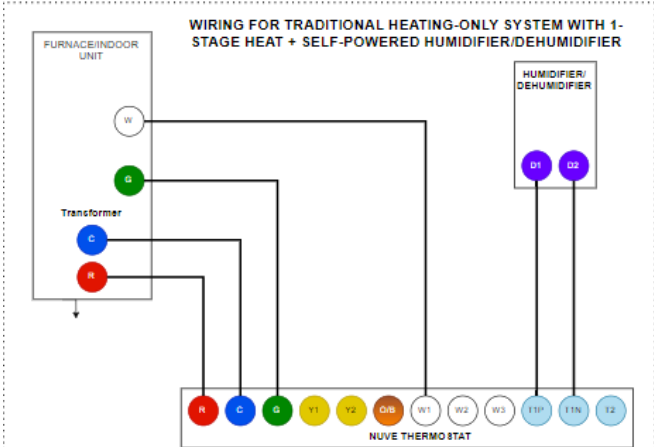 WIRING FOR TRADITIONAL HEATING-ONLY SYSTEM WITH 1-
STAGE HEAT + SELF-POWERED HUMIDIFIER/DEHUMIDIFIER
FURNACE/INDOOR
UNIT
HUMIDIFIER/
DEHUMIDIFIER
W
D1 D2
G
Transformer
C
R
R C G Y1 Y2 O/B W1 W2 W3 T1P T1N T2
NUVE THERMOSTAT